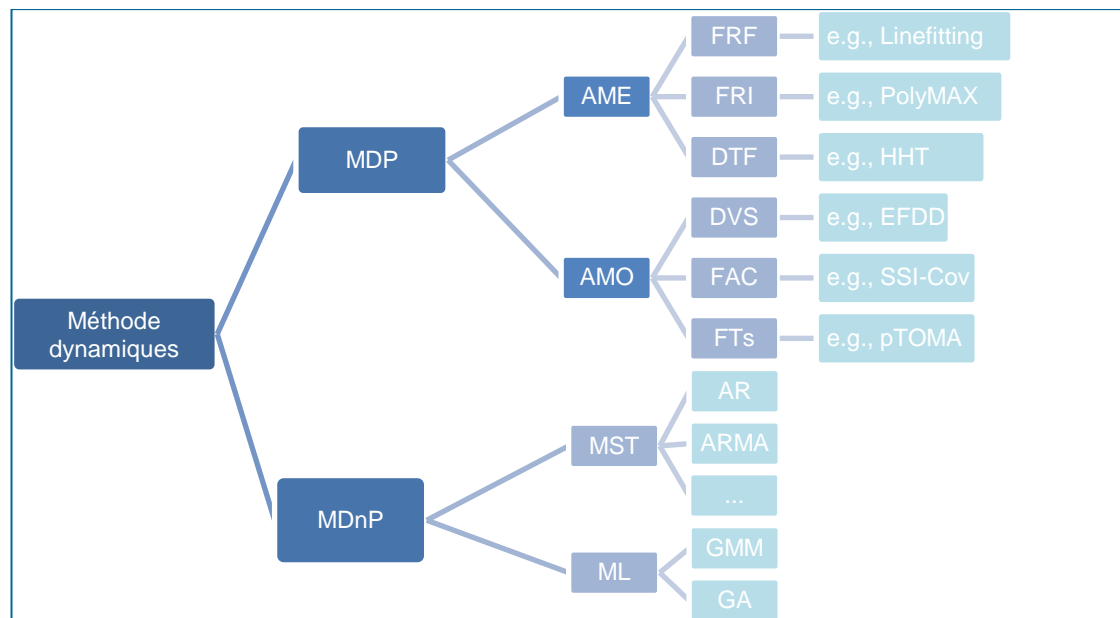 Méthode
dynamiques
MDP
MDnP
AME
AMO
MST
ML
FRF
e.g., Linefitting
FRI
e.g., PolyMAX
DTF
e.g., HHT
DVS
e.g., EFDD
FAC
e.g., SSI-Cov
FTs
e.g., pTOMA
AR
ARMA
...
GMM
GA